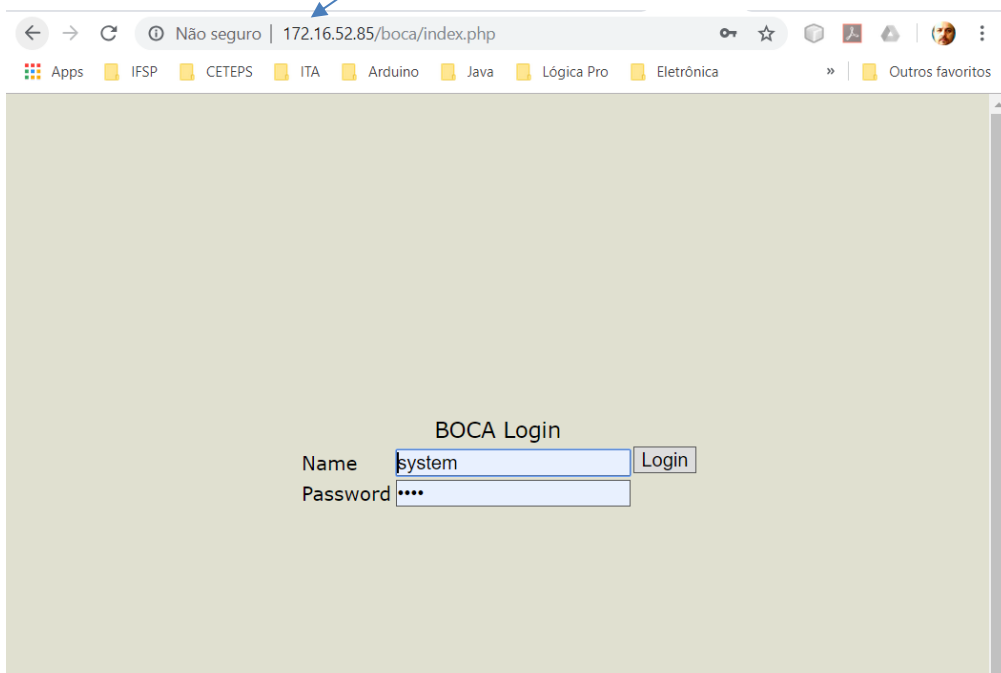 Não seguro | 172.16.52.85/boca/index.php
Apps IFSP CETEPS ITA Arduino Java Lógica Pro Eletrônica » Outros favoritos
BOCA Login
Name system Login
Password ••••